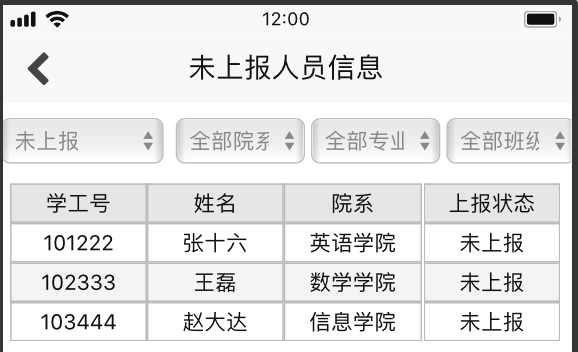 12:00
未上报人员信息
未上报 全部院系 全部专业 全部班级
学工号 姓名 院系 上报状态
101222 张十六 英语学院 未上报
102333 王磊 数学学院 未上报
103444 赵大达 信息学院 未上报